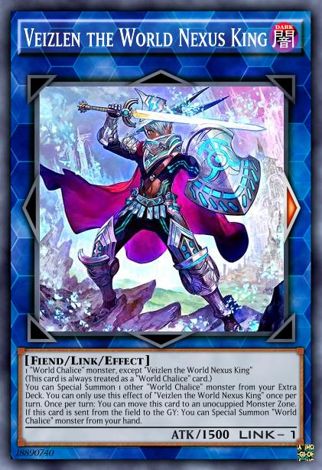 VEIZLEN THE WORLD NEXUS KING
DARK
闇
[FIEND/LINK/EFFECT]
1 "World Chalice" monster, except "Veizlen the World Nexus King"
(This card is always treated as a "World Chalice" card.)
You can Special Summon 1 other "World Chalice" monster from your Extra
Deck. You can only use this effect of "Veizlen the World Nexus King" once per
turn. Once per turn: You can move this card to an unocuppied Monster Zone.
If this card is sent from the field to the GY: You can Special Summon "World
Chalice" monster from your hand.
ATK/1500 LINK-1
18890740